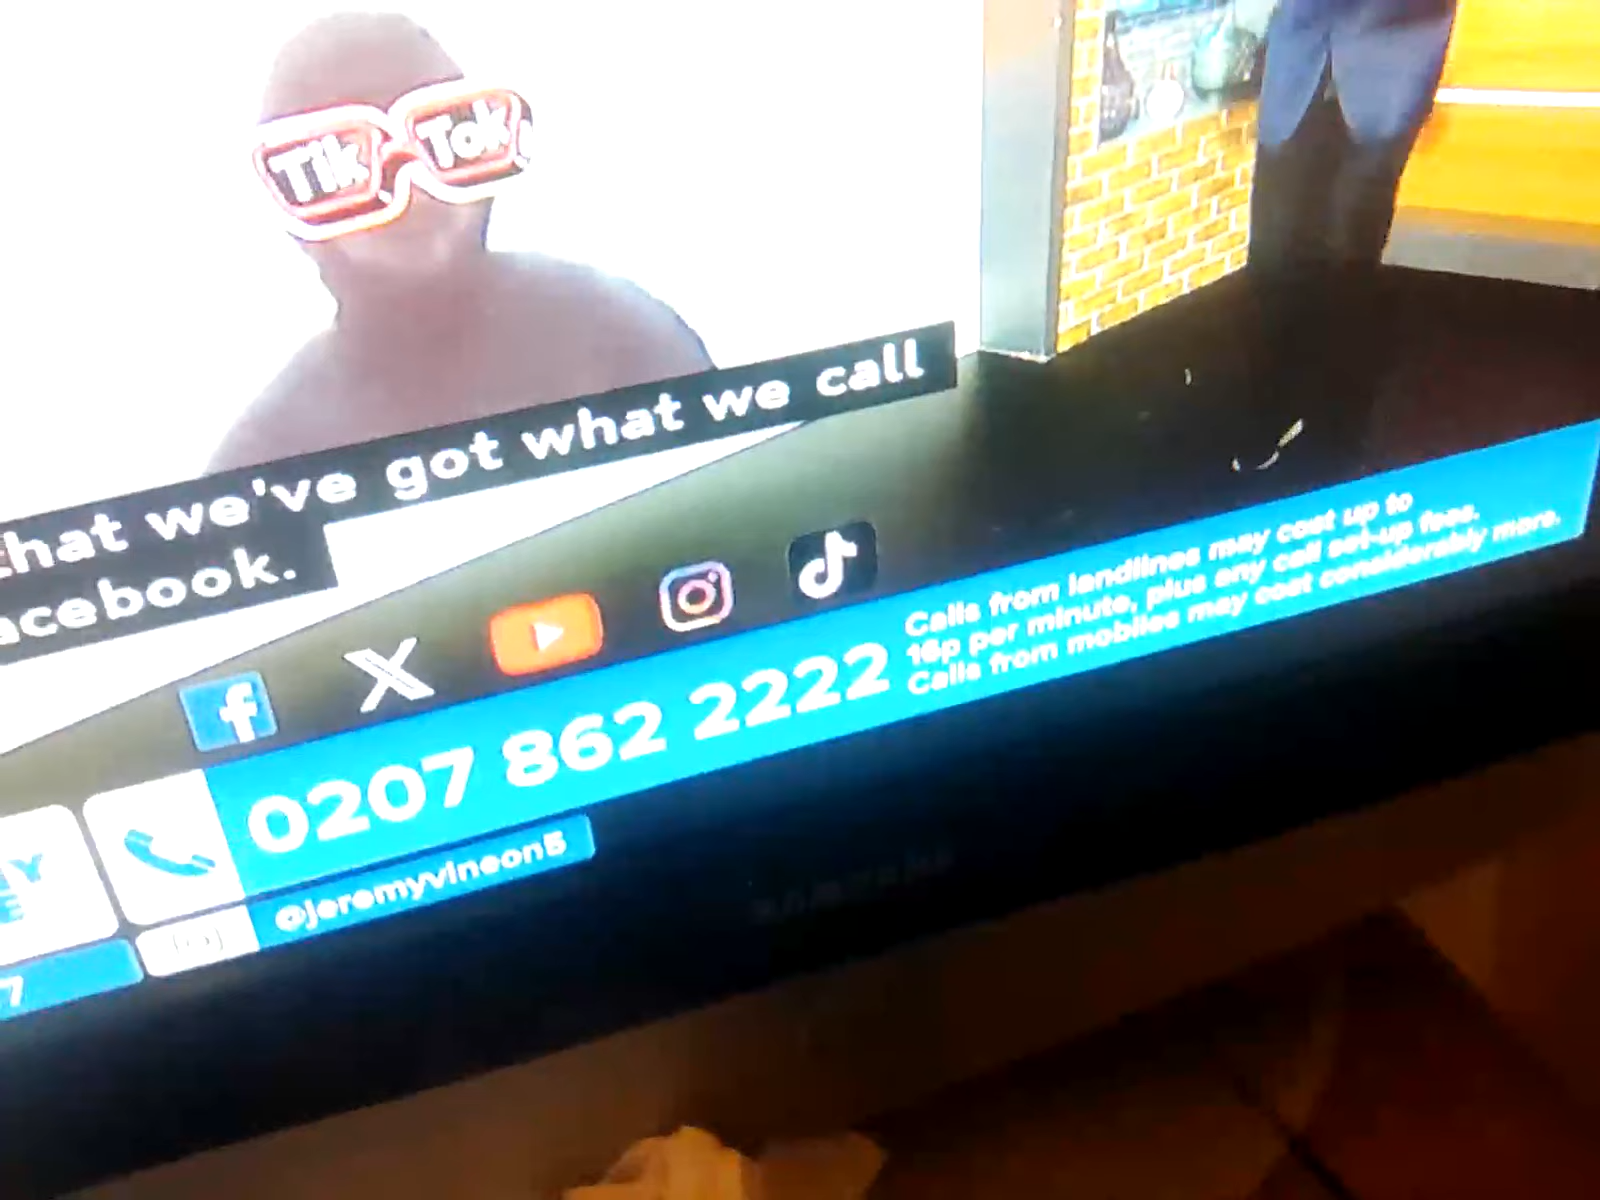 Tik Tok
that we've got what we call
acebook.
0207 862 2222
Calls from landlines may cost up to
16p per minute, plus any call set-up fees.
Calls from mobiles may cost considerably more.
@jeremyvineon5
7